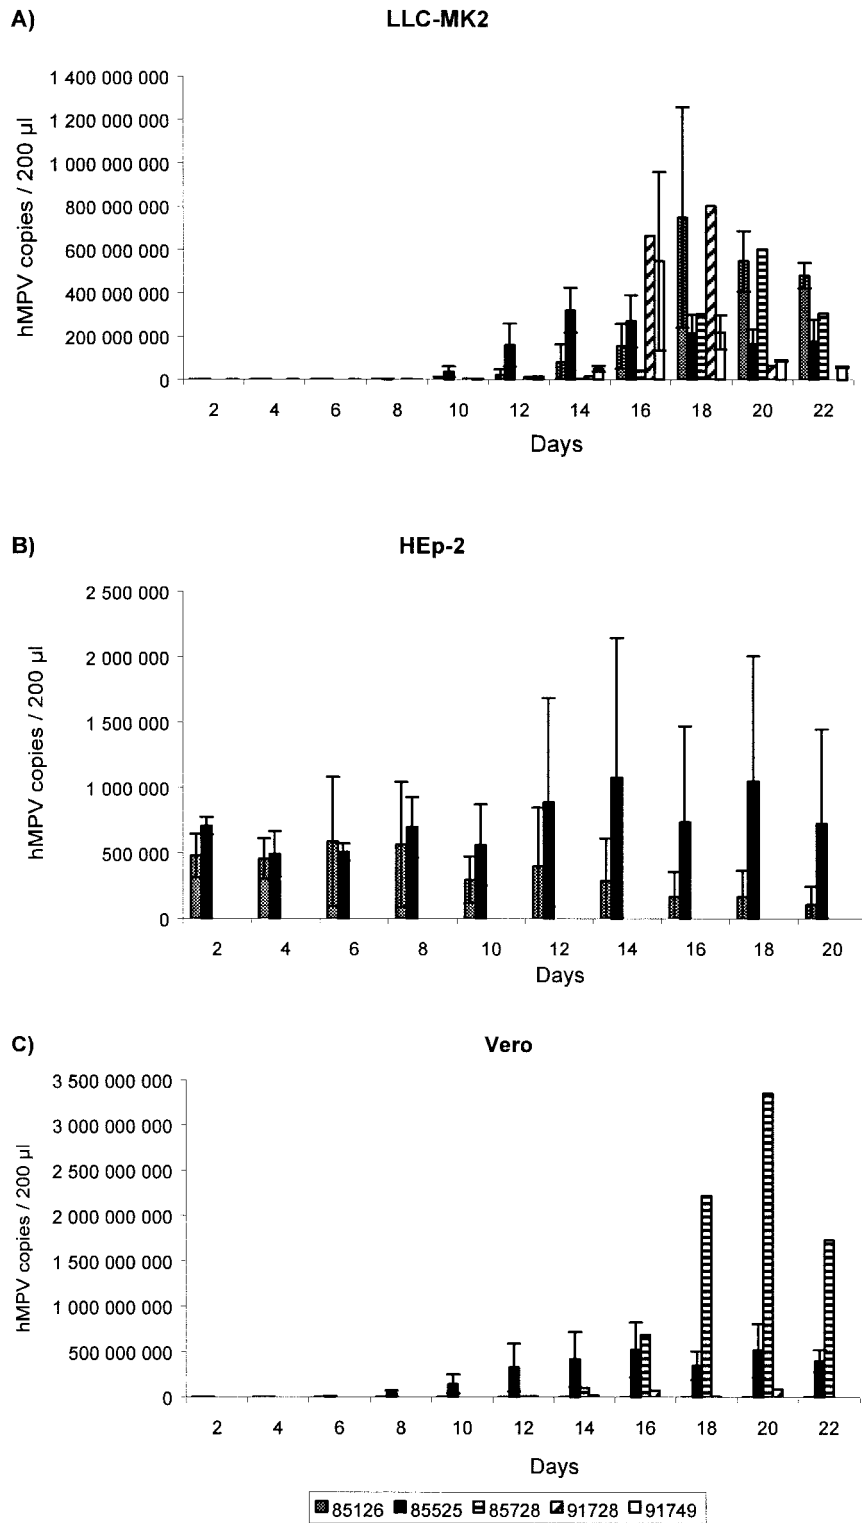 A)
LLC-MK2
hMPV copies / 200 µl
1 400 000 000
1 200 000 000
1 000 000 000
800 000 000
600 000 000
400 000 000
200 000 000
0
2 4 6 8 10 12 14 16 18 20 22
Days
B)
HEp-2
hMPV copies / 200 µl
2 500 000
2 000 000
1 500 000
1 000 000
500 000
0
2 4 6 8 10 12 14 16 18 20
Days
C)
Vero
hMPV copies / 200 µl
3 500 000 000
3 000 000 000
2 500 000 000
2 000 000 000
1 500 000 000
1 000 000 000
500 000 000
0
2 4 6 8 10 12 14 16 18 20 22
Days
85126 85525 85728 91728 91749